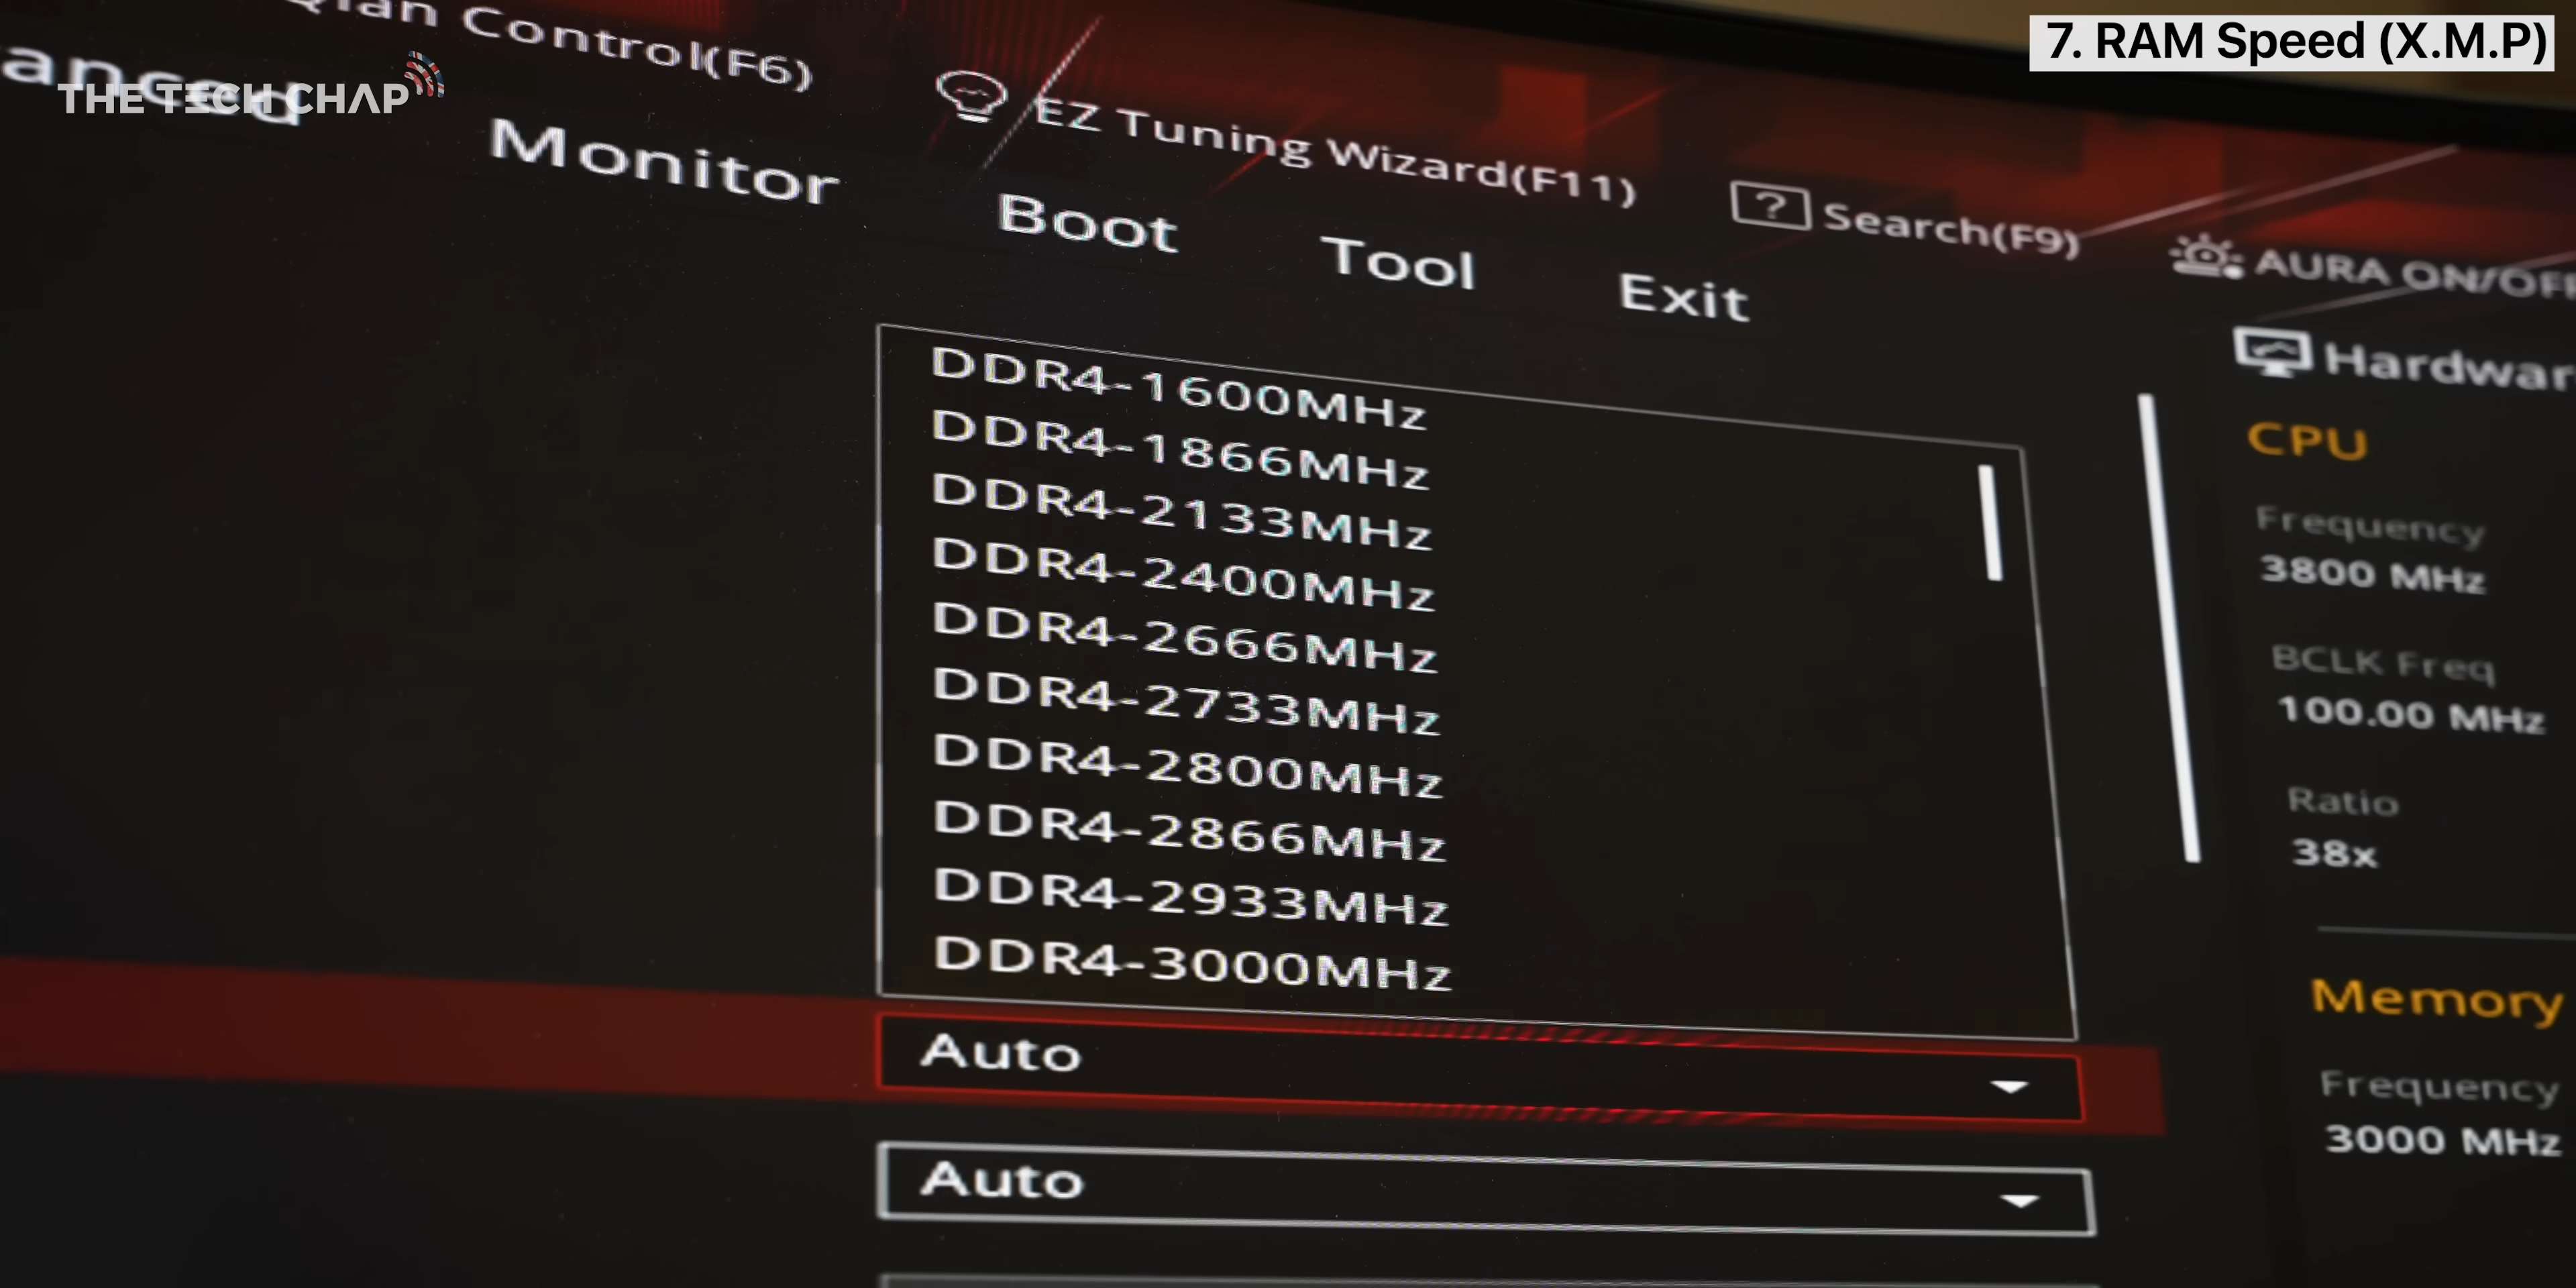 7. RAM Speed (X.M.P)
Control(F6)
EZ Tuning Wizard(F11)
Search(F9)
AURA
THE TECH CHAP
Monitor
Boot
Tool
Exit
DDR4-1600MHz
DDR4-1866MHz
DDR4-2133MHz
DDR4-2400MHz
DDR4-2666MHz
DDR4-2733MHz
DDR4-2800MHz
DDR4-2866MHz
DDR4-2933MHz
DDR4-3000MHz
Auto
Auto
CPU
Frequency
3800 MHz
BCLK Freq
100.00 MHz
Ratio
38x
Memory
Frequency
3000 MHz